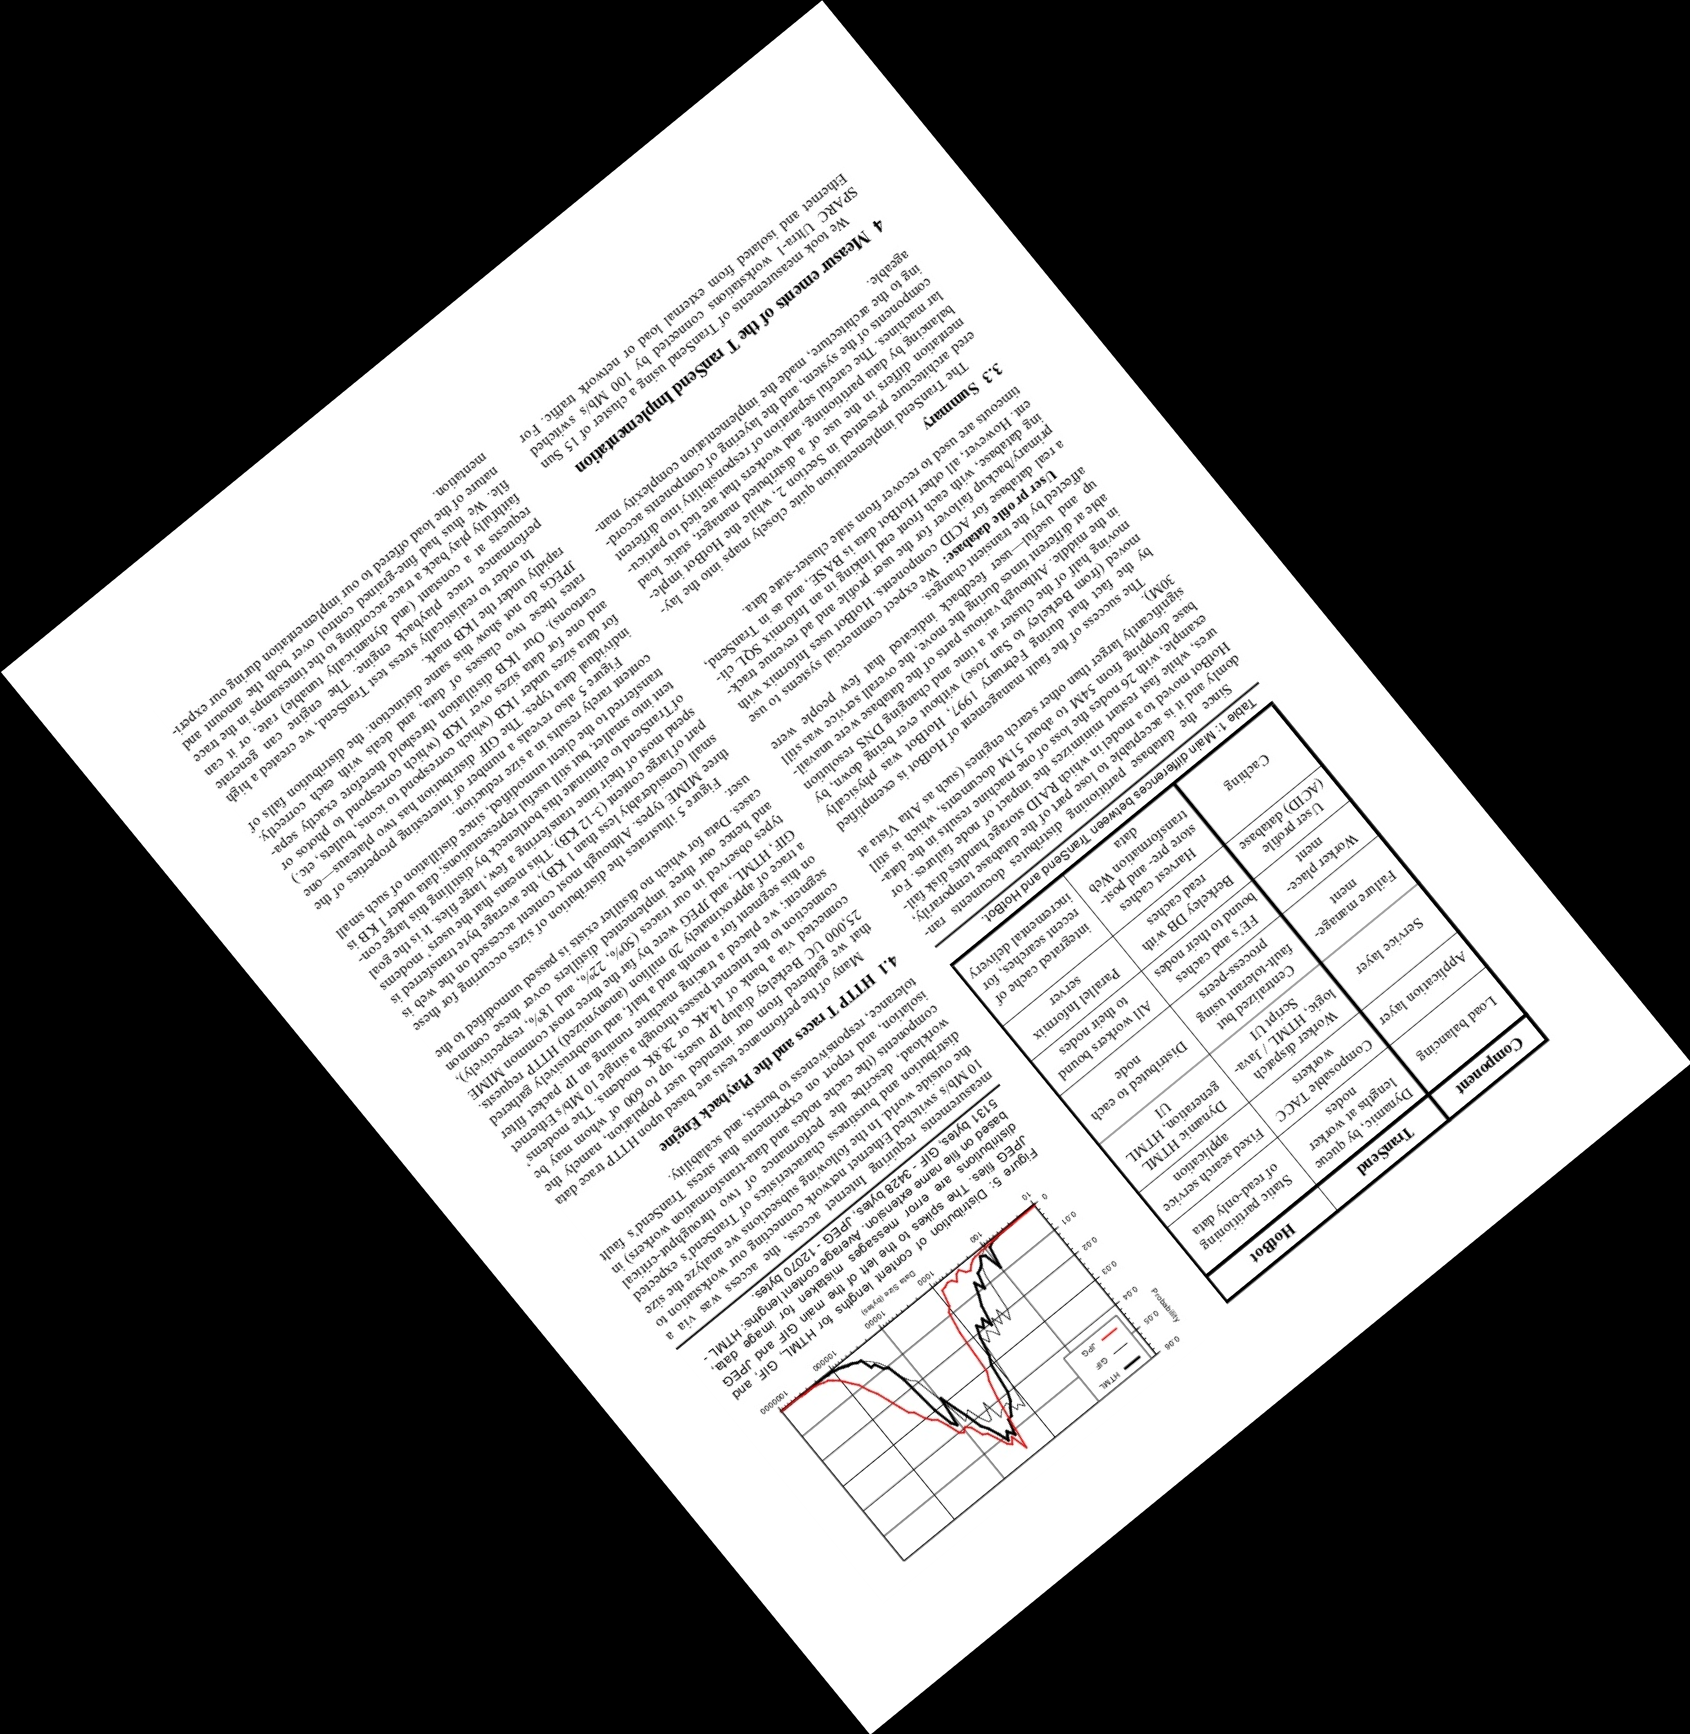 Component
TranSend
HotBot
Load balancing
Dynamic, by queue
lengths at worker
nodes
Static partitioning
of read-only data
Application layer
Composable TACC
workers
Fixed search service
application
Service layer
Worker dispatch
logic, HTML / Java-
Script UI
Dynamic HTML
generation, HTML
UI
Failure manage-
ment
Centralized but
fault-tolerant using
process-peers
Distributed to each
node
Worker place-
ment
FE's and caches
bound to their nodes
All workers bound
to their nodes
User profile
(ACID) database
Berkeley DB with
read caches
Parallel Informix
server
Caching
Harvest caches
store pre- and post-
transformation Web
data
integrated cache of
recent searches, for
incremental delivery
Table 1: Main differences between TranSend and HotBot.
Since the database partitioning distributes documents ran-
domly and it is acceptable to lose part of the database temporarily,
HotBot moved to a model in which RAID handles disk fail-
ures, while fast restart minimizes the impact of node failures. For
example, with 26 nodes the loss of one machine results in the data-
base dropping from 54M to about 51M documents, which is still
significantly larger than other search engines (such as Alta Vista at
30M).
The success of the fault management of HotBot is exemplified
by the fact that during February 1997, HotBot was physically
moved (from Berkeley to San Jose) without ever being down, by
moving half of the cluster at a time and changing DNS resolution
in the middle. Although various parts of the database were unavail-
able at different times during the move, the overall service was still
up and useful—user feedback indicated that few people were
affected by the transient changes.
User profile database: We expect commercial systems to use
a real database for ACID components. HotBot uses Informix with
primary/backup failover for the user profile and ad revenue track-
ing database, with each front end linking in an Informix SQL cli-
ent. However, all other HotBot data is BASE, and as in TranSend,
timeouts are used to recover from stale cluster-state data.
3.3 Summary
The TranSend implementation quite closely maps into the lay-
ered architecture presented in Section 2, while the HotBot imple-
mentation differs in the use of a distributed manager, static load
balancing by data partitioning, and workers that are tied to particu-
lar machines. The careful separation of responsibility into different
components of the system, and the layering of components accord-
ing to the architecture, made the implementation complexity man-
ageable.
4 Measurements of the TranSend Implementation
We took measurements of TranSend using a cluster of 15 Sun
SPARC Ultra-1 workstations connected by 100 Mb/s switched
Ethernet and isolated from external load or network traffic. For
Probability
0.06
0.05
0.04
0.03
0.02
0.01
0
10
100
1000
10000
100000
1000000
Data Size (bytes)
HTML
GIF
JPG
Figure 5: Distribution of content lengths for HTML, GIF, and
JPEG files. The spikes to the left of the main GIF and JPEG
distributions are error messages mistaken for image data,
based on file name extension. Average content lengths: HTML -
5131 bytes, GIF - 3428 bytes, JPEG - 12070 bytes.
measurements requiring Internet access, the access was via a
10 Mb/s switched Ethernet network connecting our workstation to
the outside world. In the following subsections we analyze the size
distribution and burstiness characteristics of TranSend's expected
workload, describe the performance of two throughput-critical
components (the cache nodes and data-transformation workers) in
isolation, and report on experiments that stress TranSend's fault
tolerance, responsiveness to bursts, and scalability.
4.1 HTTP Traces and the Playback Engine
Many of the performance tests are based upon HTTP trace data
that we gathered from our intended user population, namely the
25,000 UC Berkeley dialup IP users, up to 600 of whom may be
connected via a bank of 14.4K or 28.8K modems. The modems'
connection to the Internet passes through a single 10 Mb/s Ethernet
segment; we placed a tracing machine running an IP packet filter
on this segment for a month and a half, and unobtrusively gathered
a trace of approximately 20 million (anonymized) HTTP requests.
GIF, HTML, and JPEG were by far the three most common MIME
types observed in our traces (50%, 22%, and 18%, respectively),
and hence our three implemented distillers cover these common
cases. Data for which no distiller exists is passed unmodified to the
user.
Figure 5 illustrates the distribution of sizes occurring for these
three MIME types. Although most content accessed on the web is
small (considerably less than 1 KB), the average byte transferred is
part of large content (3-12 KB). This means that the users' modems
spend most of their time transferring a few, large files. It is the goal
of TranSend to eliminate this bottleneck by distilling this large con-
tent into smaller, but still useful representations; data under 1 KB is
transferred to the client unmodified, since distillation of such small
content rarely results in a size reduction.
Figure 5 also reveals a number of interesting properties of the
individual data types. The GIF distribution has two plateaus—one
for data sizes under 1KB (which correspond to icons, bullets, etc.)
and one for data sizes over 1KB (which correspond to photos or
cartoons). Our 1KB distillation threshold therefore exactly sepa-
rates these two classes of data, and deals with each correctly.
JPEGs do not show this same distinction: the distribution falls of
rapidly under the 1KB mark.
In order to realistically stress test TranSend, we created a high
performance trace playback engine. The engine can generate
requests at a constant (and dynamically tunable) rate, or it can
faithfully play back a trace according to the timestamps in the trace
file. We thus had fine-grained control over both the amount and
nature of the load offered to our implementation during our experi-
mentation.